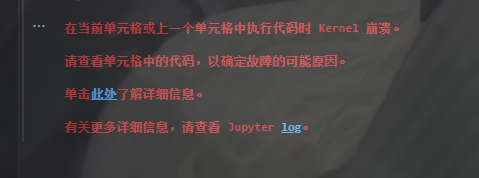 在当前单元格或上一个单元格中执行代码时 Kernel 崩溃。
请查看单元格中的代码，以确定故障的可能原因。
单击此处了解详细信息。
有关更多详细信息，请查看 Jupyter log。